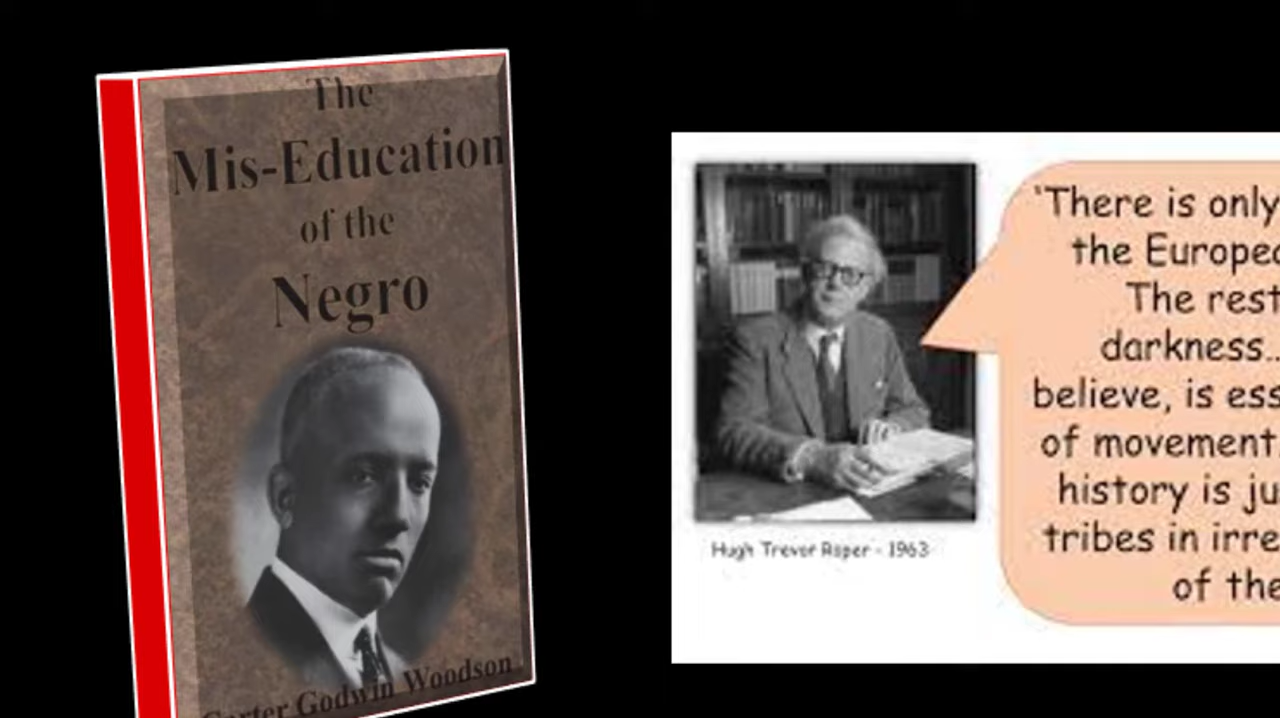 The
Mis-Education
of the
Negro
Carter Godwin Woodson
Hugh Trevor Roper - 1963
'There is only
the Europea
The rest
darkness..
believe, is ess
of movement.
history is ju
tribes in irre
of the